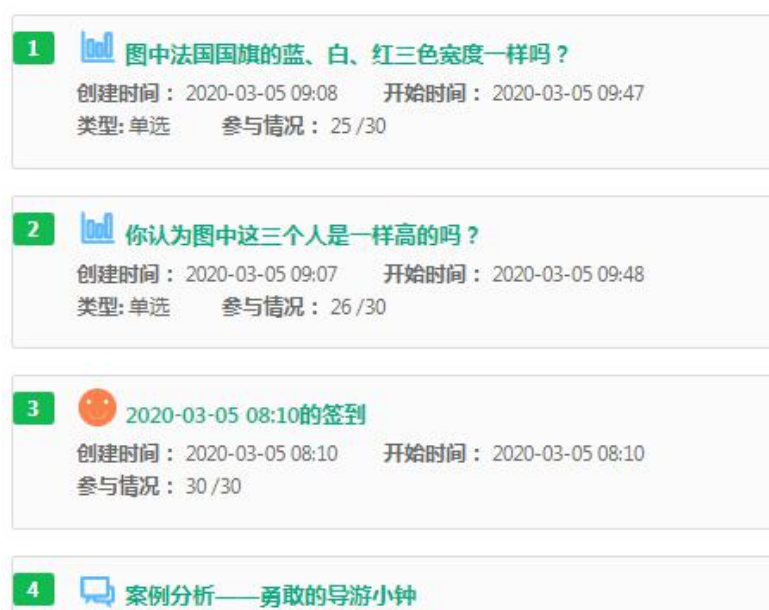 1 图中法国国旗的蓝、白、红三色宽度一样吗？
创建时间： 2020-03-05 09:08 开始时间： 2020-03-05 09:47
类型: 单选 参与情况： 25 /30
2 你认为图中这三个人是一样高的吗？
创建时间： 2020-03-05 09:07 开始时间： 2020-03-05 09:48
类型: 单选 参与情况： 26 /30
3 2020-03-05 08:10的签到
创建时间： 2020-03-05 08:10 开始时间： 2020-03-05 08:10
参与情况： 30 /30
4 案例分析——勇敢的导游小钟